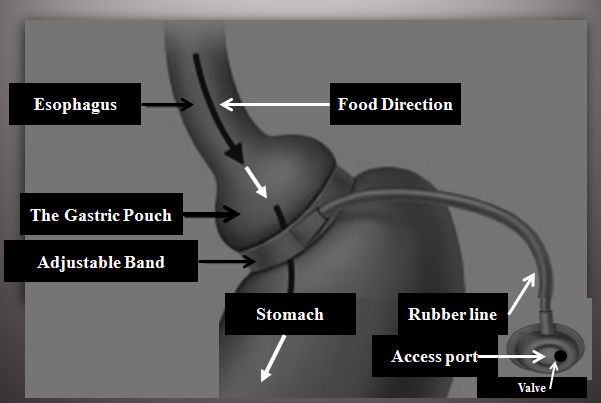 Esophagus
Food Direction
The Gastric Pouch
Adjustable Band
Stomach
Rubber line
Access port
Valve